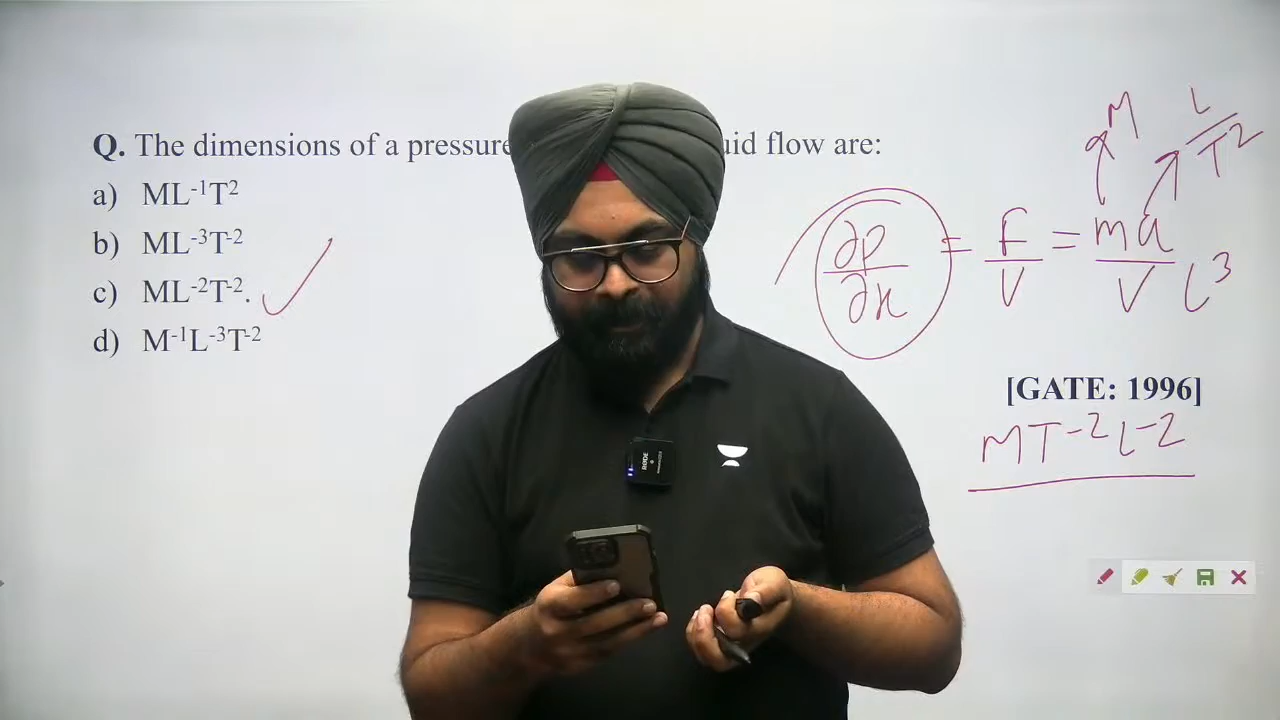 Q. The dimensions of a pressure uid flow are:
a) ML⁻¹T²
b) ML⁻³T⁻²
c) ML⁻²T⁻².
d) M⁻¹L⁻³T⁻²
M L/T²
∂p/∂x = F/V = ma/V L³
[GATE: 1996]
MT⁻²L⁻²
RODE